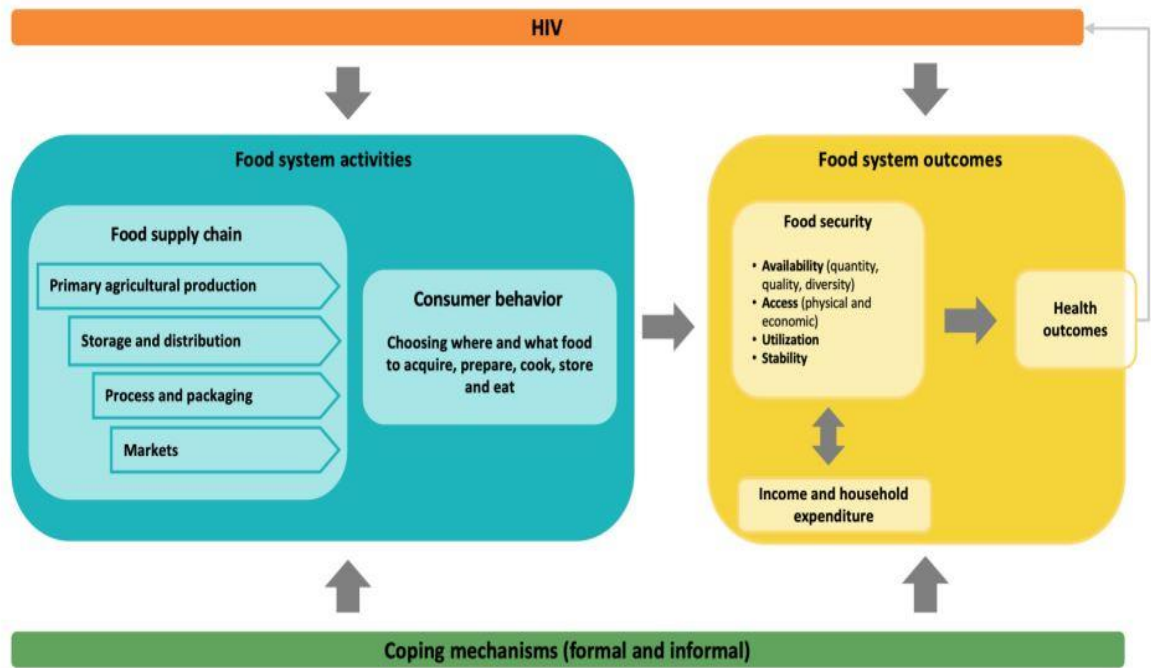 HIV
Food system activities
Food supply chain
Primary agricultural production
Storage and distribution
Process and packaging
Markets
Consumer behavior
Choosing where and what food
to acquire, prepare, cook, store
and eat
Food system outcomes
Food security
• Availability (quantity,
quality, diversity)
• Access (physical and
economic)
• Utilization
• Stability
Income and household
expenditure
Health
outcomes
Coping mechanisms (formal and informal)